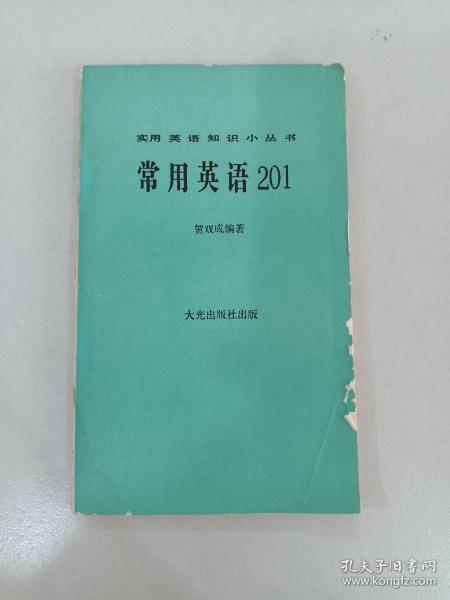 实用英语知识小丛书
常用英语201
贺双成编著
大光出版社出版
孔夫子旧书网
www.kongfz.com